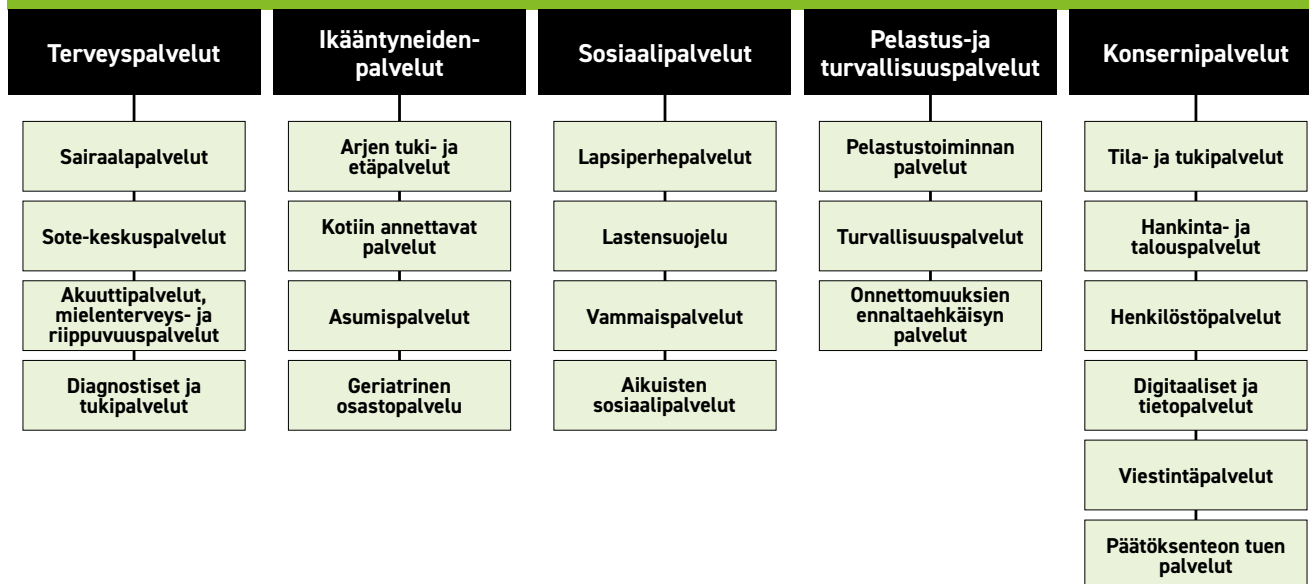 Terveyspalvelut
Sairaalapalvelut
Sote-keskuspalvelut
Akuuttipalvelut,
mielenterveys- ja
riippuvuuspalvelut
Diagnostiset ja
tukipalvelut
Ikääntyneiden-
palvelut
Arjen tuki- ja
etäpalvelut
Kotiin annettavat
palvelut
Asumispalvelut
Geriatrinen
osastopalvelu
Sosiaalipalvelut
Lapsiperhepalvelut
Lastensuojelu
Vammaispalvelut
Aikuisten
sosiaalipalvelut
Pelastus-ja
turvallisuuspalvelut
Pelastustoiminnan
palvelut
Turvallisuuspalvelut
Onnettomuuksien
ennaltaehkäisyn
palvelut
Konsernipalvelut
Tila- ja tukipalvelut
Hankinta- ja
talouspalvelut
Henkilöstöpalvelut
Digitaaliset ja
tietopalvelut
Viestintäpalvelut
Päätöksenteon tuen
palvelut